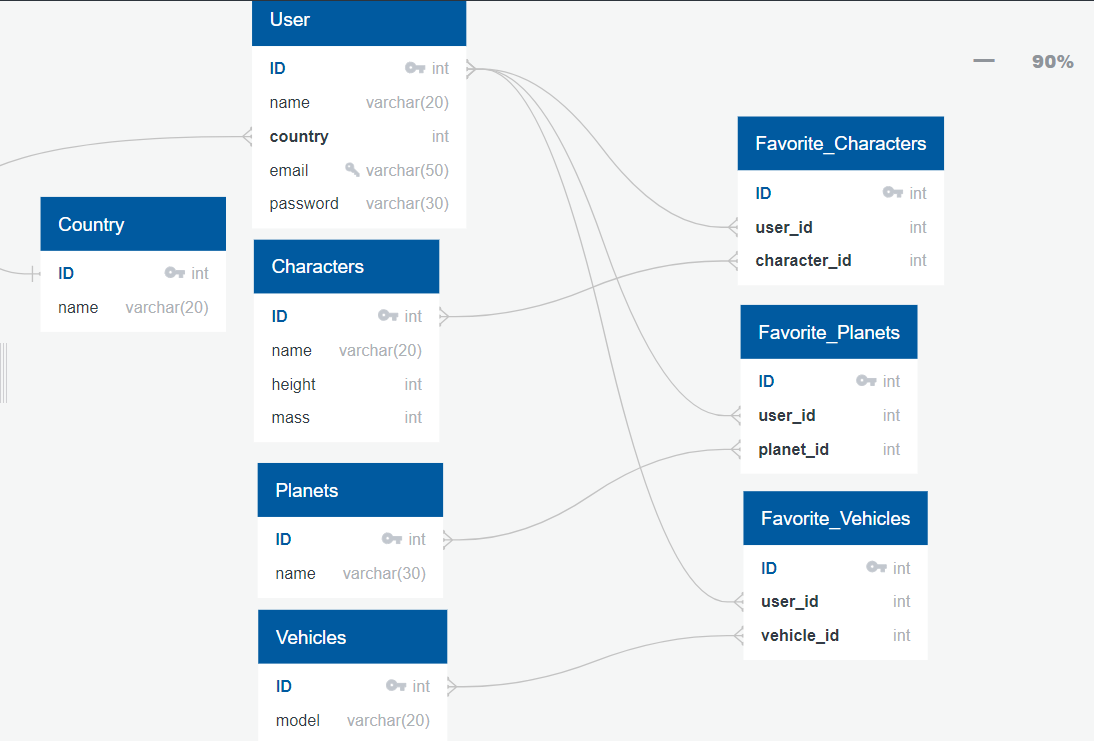 User
ID int
name varchar(20)
country int
email varchar(50)
password varchar(30)
90%
Country
ID int
name varchar(20)
Characters
ID int
name varchar(20)
height int
mass int
Planets
ID int
name varchar(30)
Vehicles
ID int
model varchar(20)
Favorite_Characters
ID int
user_id int
character_id int
Favorite_Planets
ID int
user_id int
planet_id int
Favorite_Vehicles
ID int
user_id int
vehicle_id int